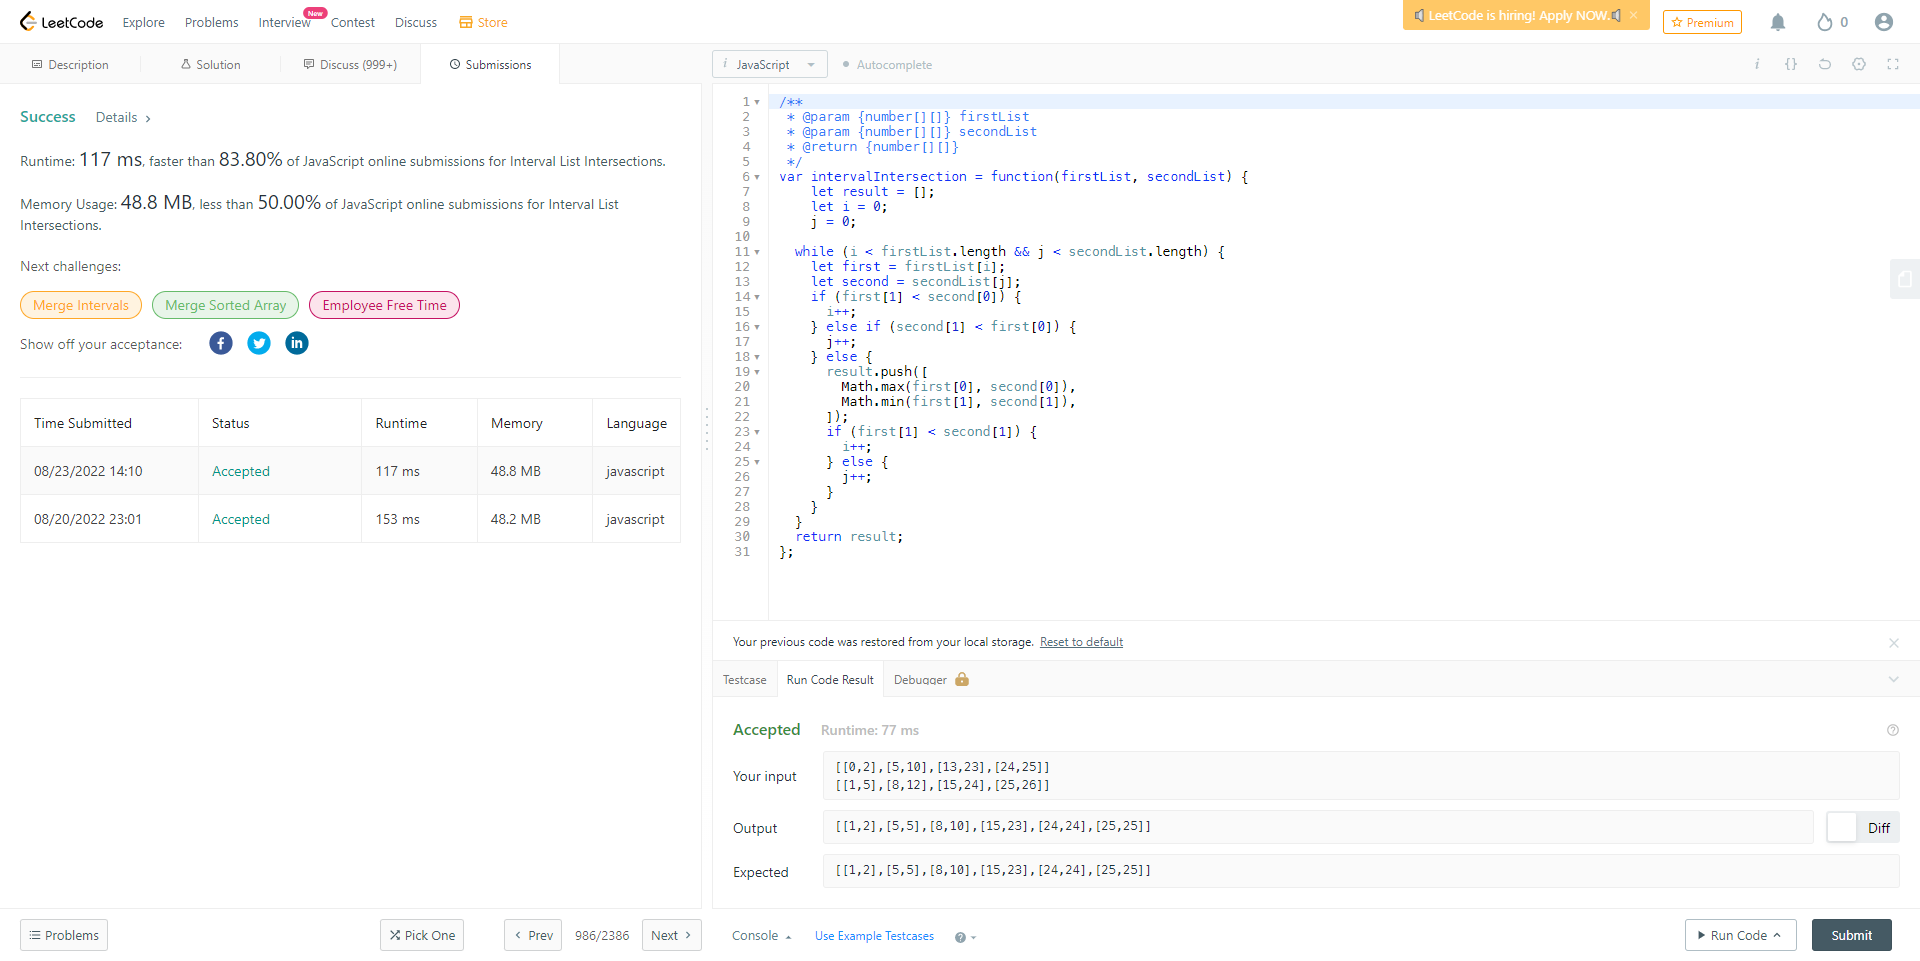 LeetCode Explore Problems Interview New Contest Discuss Store LeetCode is hiring! Apply NOW. × Premium 0
Description Solution Discuss (999+) Submissions i JavaScript Autocomplete i {}
Success Details >
Runtime: 117 ms, faster than 83.80% of JavaScript online submissions for Interval List Intersections.
Memory Usage: 48.8 MB, less than 50.00% of JavaScript online submissions for Interval List
Intersections.
Next challenges:
Merge Intervals Merge Sorted Array Employee Free Time
Show off your acceptance: f in
Time Submitted Status Runtime Memory Language
08/23/2022 14:10 Accepted 117 ms 48.8 MB javascript
08/20/2022 23:01 Accepted 153 ms 48.2 MB javascript
1 /**
2  * @param {number[][]} firstList
3  * @param {number[][]} secondList
4  * @return {number[][]}
5  */
6 var intervalIntersection = function(firstList, secondList) {
7     let result = [];
8     let i = 0;
9     j = 0;
10
11   while (i < firstList.length && j < secondList.length) {
12     let first = firstList[i];
13     let second = secondList[j];
14     if (first[1] < second[0]) {
15       i++;
16     } else if (second[1] < first[0]) {
17       j++;
18     } else {
19       result.push([
20         Math.max(first[0], second[0]),
21         Math.min(first[1], second[1]),
22       ]);
23       if (first[1] < second[1]) {
24         i++;
25       } else {
26         j++;
27       }
28     }
29   }
30   return result;
31 };
Your previous code was restored from your local storage. Reset to default
Testcase Run Code Result Debugger
Accepted Runtime: 77 ms
Your input
[[0,2],[5,10],[13,23],[24,25]]
[[1,5],[8,12],[15,24],[25,26]]
Output [[1,2],[5,5],[8,10],[15,23],[24,24],[25,25]] Diff
Expected [[1,2],[5,5],[8,10],[15,23],[24,24],[25,25]]
Problems Pick One < Prev 986/2386 Next > Console Use Example Testcases ? Run Code Submit